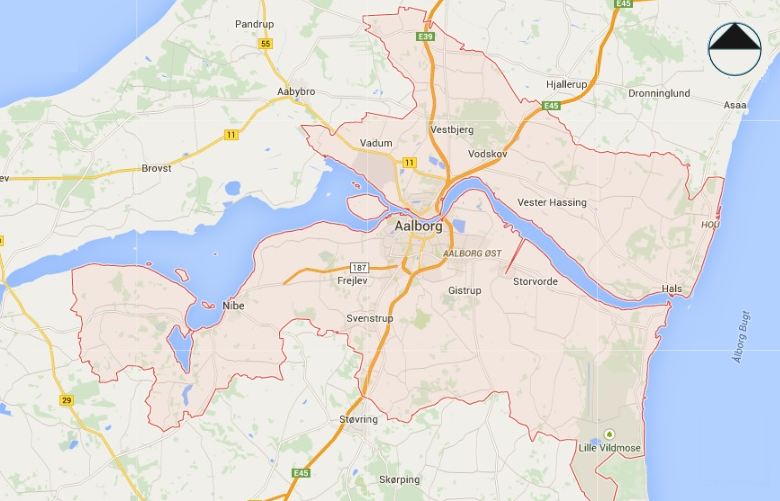 E45
Pandrup
E39
55
Hjallerup
Aabybro
Dronninglund
E45
Asaa
Vestbjerg
11
Vadum
Vodskov
11
Brovst
ev
Vester Hassing
Aalborg
HOU
AALBORG ØST
187
Frejlev
Storvorde
Gistrup
Hals
Nibe
Svenstrup
Ålborg Bugt
29
Støvring
Lille Vildmose
E45
Skørping